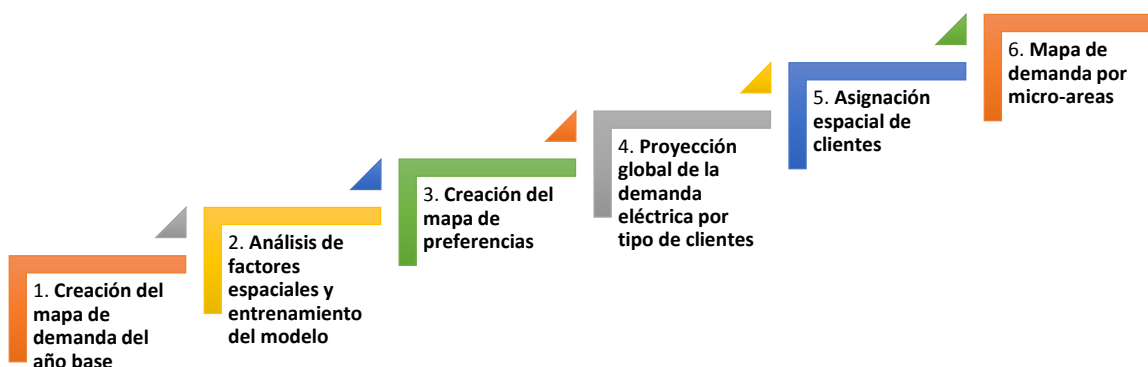 1. Creación del
mapa de
demanda del
año base
2. Análisis de
factores
espaciales y
entrenamiento
del modelo
3. Creación del
mapa de
preferencias
4. Proyección
global de la
demanda
eléctrica por
tipo de clientes
5. Asignación
espacial de
clientes
6. Mapa de
demanda por
micro-areas